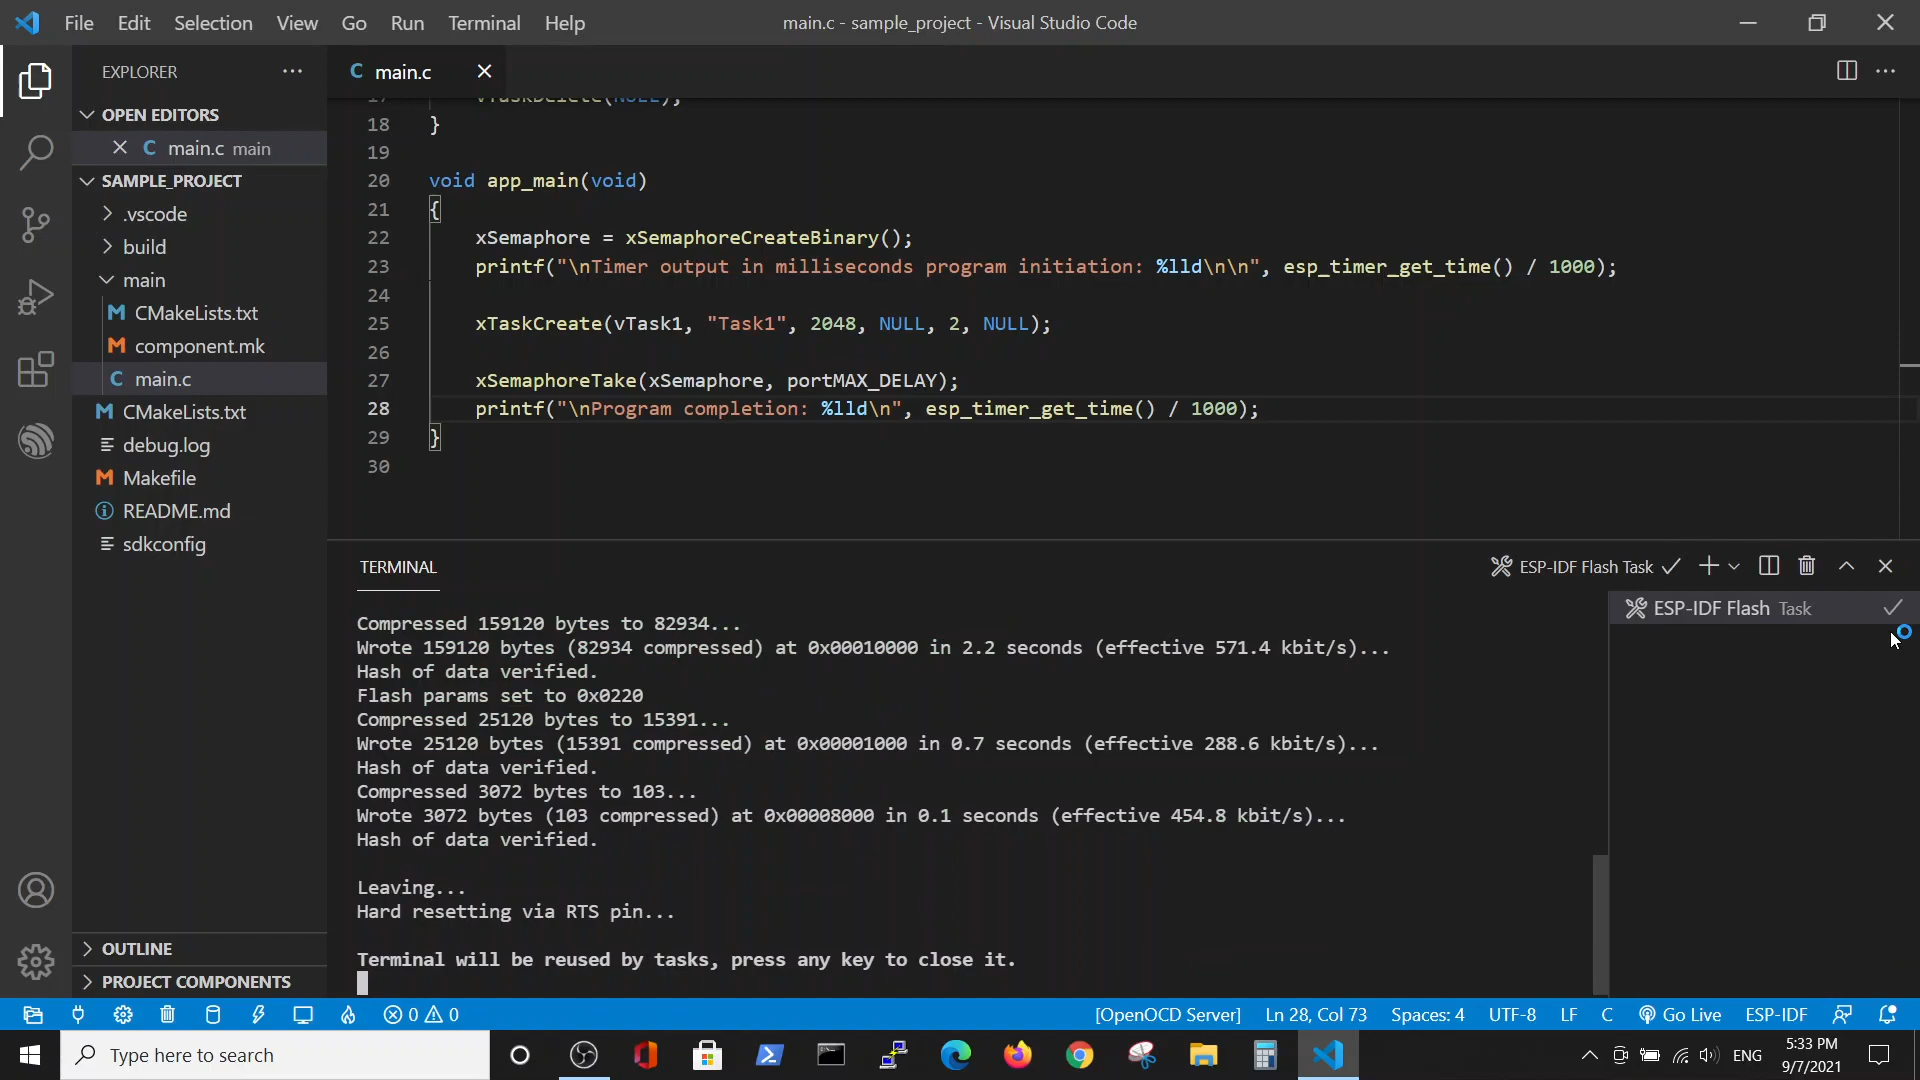 File Edit Selection View Go Run Terminal Help
main.c - sample_project - Visual Studio Code
EXPLORER
main.c
OPEN EDITORS
main.c main
SAMPLE_PROJECT
.vscode
build
main
CMakeLists.txt
component.mk
main.c
CMakeLists.txt
debug.log
Makefile
README.md
sdkconfig
OUTLINE
PROJECT COMPONENTS
17 vTaskDelete(NULL);
18 }
19
20 void app_main(void)
21 {
22 xSemaphore = xSemaphoreCreateBinary();
23 printf("\nTimer output in milliseconds program initiation: %lld\n\n", esp_timer_get_time() / 1000);
24
25 xTaskCreate(vTask1, "Task1", 2048, NULL, 2, NULL);
26
27 xSemaphoreTake(xSemaphore, portMAX_DELAY);
28 printf("\nProgram completion: %lld\n", esp_timer_get_time() / 1000);
29 }
30
TERMINAL
ESP-IDF Flash Task
ESP-IDF Flash Task
Compressed 159120 bytes to 82934...
Wrote 159120 bytes (82934 compressed) at 0x00010000 in 2.2 seconds (effective 571.4 kbit/s)...
Hash of data verified.
Flash params set to 0x0220
Compressed 25120 bytes to 15391...
Wrote 25120 bytes (15391 compressed) at 0x00001000 in 0.7 seconds (effective 288.6 kbit/s)...
Hash of data verified.
Compressed 3072 bytes to 103...
Wrote 3072 bytes (103 compressed) at 0x00008000 in 0.1 seconds (effective 454.8 kbit/s)...
Hash of data verified.
Leaving...
Hard resetting via RTS pin...
Terminal will be reused by tasks, press any key to close it.
0 0 [OpenOCD Server] Ln 28, Col 73 Spaces: 4 UTF-8 LF C Go Live ESP-IDF
Type here to search
ENG
5:33 PM
9/7/2021